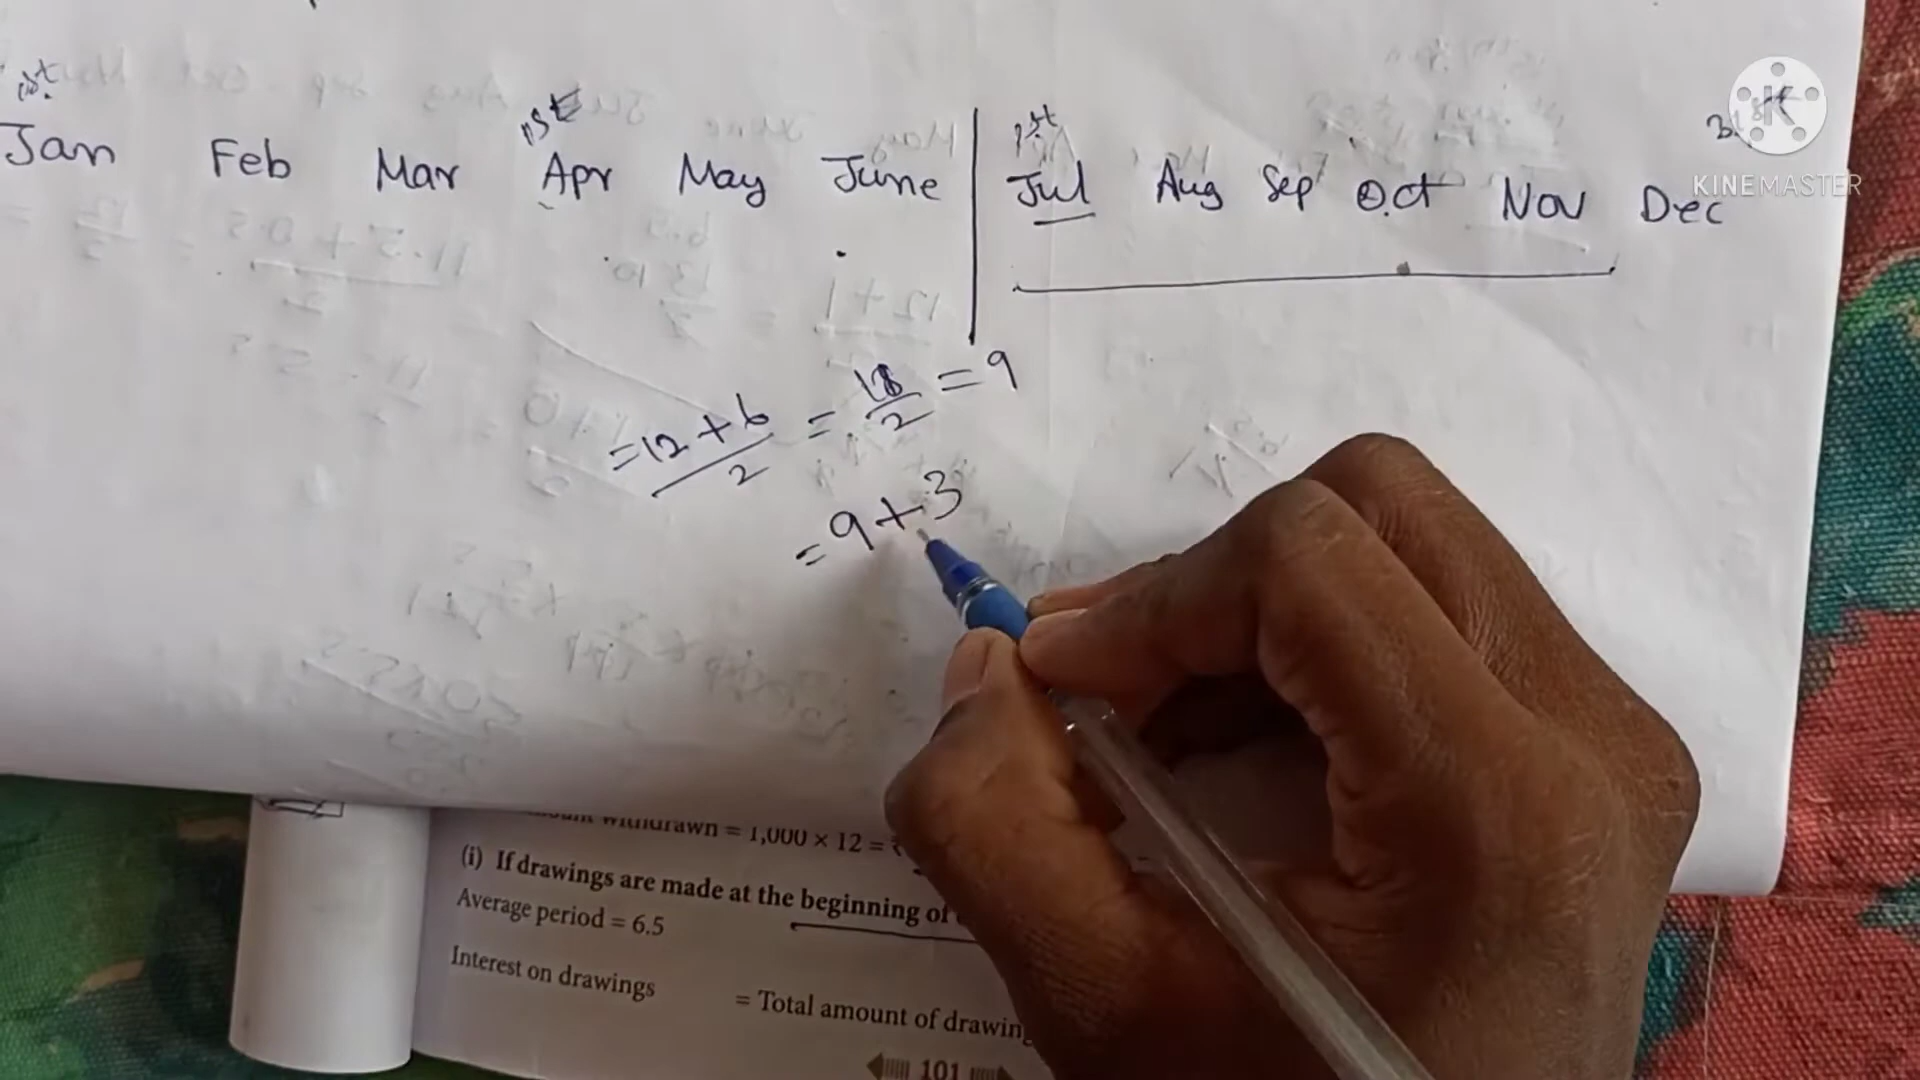 1st 1st 1st 31st
Jan Feb Mar Apr May June Jul Aug Sep Oct Nov Dec
KINEMASTER
= 12 + 6 / 2 = 18 / 2 = 9
= 9 + 3
withdrawn = 1,000 × 12 = ₹
(i) If drawings are made at the beginning of
Average period = 6.5
Interest on drawings = Total amount of drawing
101